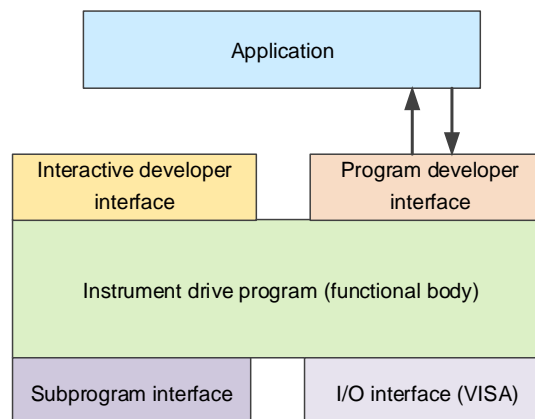 Application
Interactive developer
interface
Program developer
interface
Instrument drive program (functional body)
Subprogram interface
I/O interface (VISA)